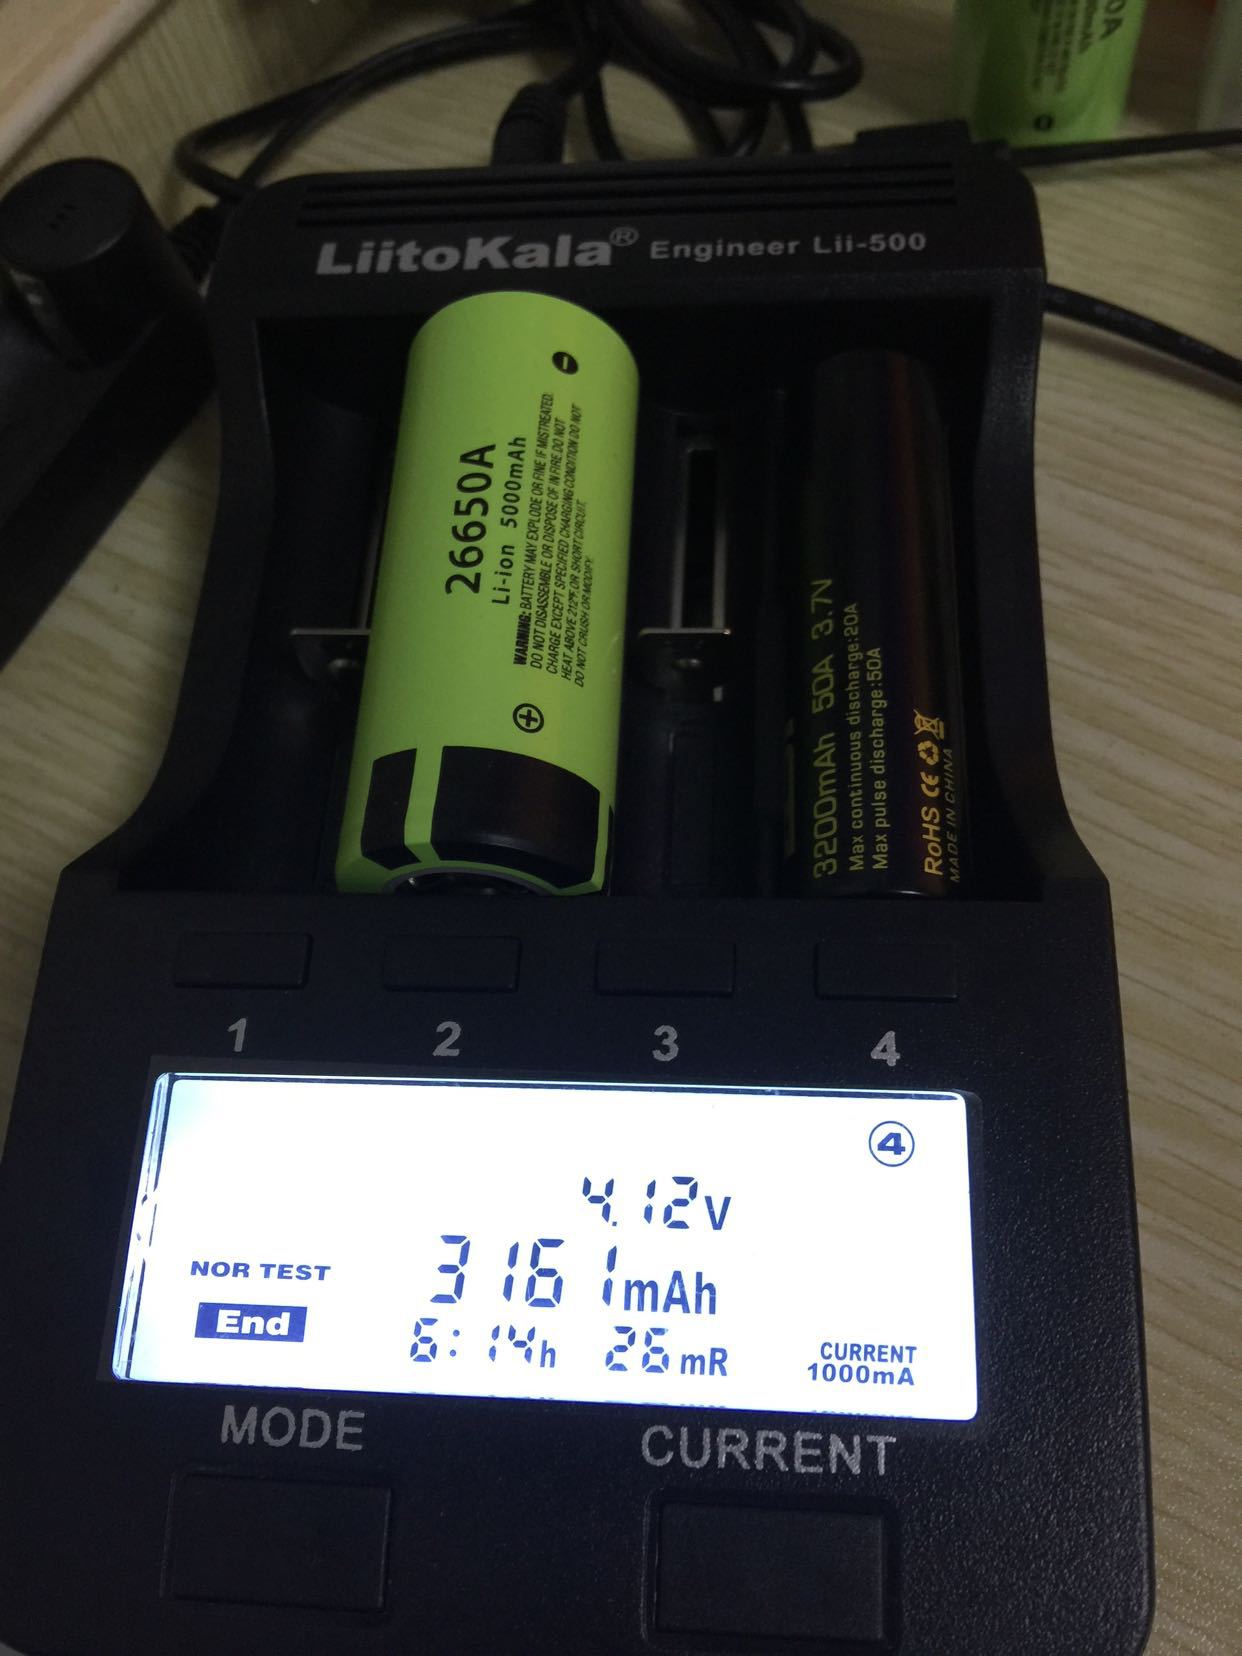 LiitoKala® Engineer Lii-500
26650A
Li-ion 5000mAh
WARNING: BATTERY MAY EXPLODE OR FIRE IF MISTREATED.
DO NOT DISASSEMBLE OR DISPOSE OF IN FIRE.DO NOT
CHARGE EXCEPT SPECIFIED CHARGING CONDITION DO NOT
HEAT ABOVE 212°F.OR SHORT CIRCUIT.
DO NOT CRUSH OR MODIFY.
3200mAh 50A 3.7V
Max continuous discharge:20A
Max pulse discharge:50A
RoHS CE
MADE IN CHINA
1 2 3 4
4
4.12V
NOR TEST
3161mAh
End
6:14h 26mR
CURRENT
1000mA
MODE
CURRENT